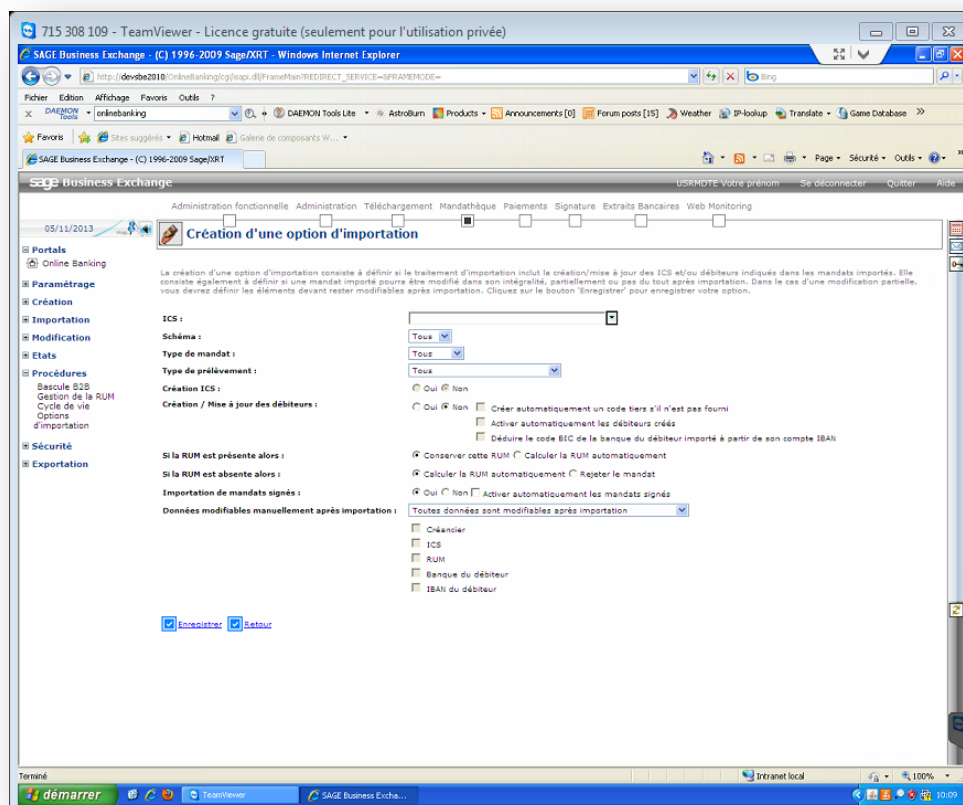 715 308 109 - TeamViewer - Licence gratuite (seulement pour l'utilisation privée)
SAGE Business Exchange - (C) 1996-2009 Sage/XRT - Windows Internet Explorer
http://devsbe2010/OnlineBanking/cgi/isapi.dll/FrameMain?REDIRECT_SERVICE=&FRAMEMODE=
Bing
Fichier Edition Affichage Favoris Outils ?
x DAEMON Tools onlinebanking DAEMON Tools Lite AstroBurn Products Announcements [0] Forum posts [15] Weather IP-lookup Translate Game Database
Favoris Sites suggérés Hotmail Galerie de composants W...
SAGE Business Exchange - (C) 1996-2009 Sage/XRT
Page Sécurité Outils
sage Business Exchange USRMDTE Votre prénom Se déconnecter Quitter Aide
Administration fonctionnelle Administration Téléchargement Mandathèque Paiements Signature Extraits Bancaires Web Monitoring
05/11/2013
Création d'une option d'importation
Portals
Online Banking
Paramétrage
Création
Importation
Modification
Etats
Procédures
Bascule B2B
Gestion de la RUM
Cycle de vie
Options
d'importation
Sécurité
Exportation
La création d'une option d'importation consiste à définir si le traitement d'importation inclut la création/mise à jour des ICS et/ou débiteurs indiqués dans les mandats importés. Elle
consiste également à définir si un mandat importé pourra être modifié dans son intégralité, partiellement ou pas du tout après importation. Dans le cas d'une modification partielle,
vous devrez définir les éléments devant rester modifiables après importation. Cliquez sur le bouton 'Enregistrer' pour enregistrer votre option.
ICS :
Schéma : Tous
Type de mandat : Tous
Type de prélèvement : Tous
Création ICS : Oui Non
Création / Mise à jour des débiteurs : Oui Non Créer automatiquement un code tiers s'il n'est pas fourni
Activer automatiquement les débiteurs créés
Déduire le code BIC de la banque du débiteur importé à partir de son compte IBAN
Si la RUM est présente alors : Conserver cette RUM Calculer la RUM automatiquement
Si la RUM est absente alors : Calculer la RUM automatiquement Rejeter le mandat
Importation de mandats signés : Oui Non Activer automatiquement les mandats signés
Données modifiables manuellement après importation : Toutes données sont modifiables après importation
Créancier
ICS
RUM
Banque du débiteur
IBAN du débiteur
Enregistrer Retour
Terminé Intranet local 100%
démarrer TeamViewer SAGE Business Excha... 10:09